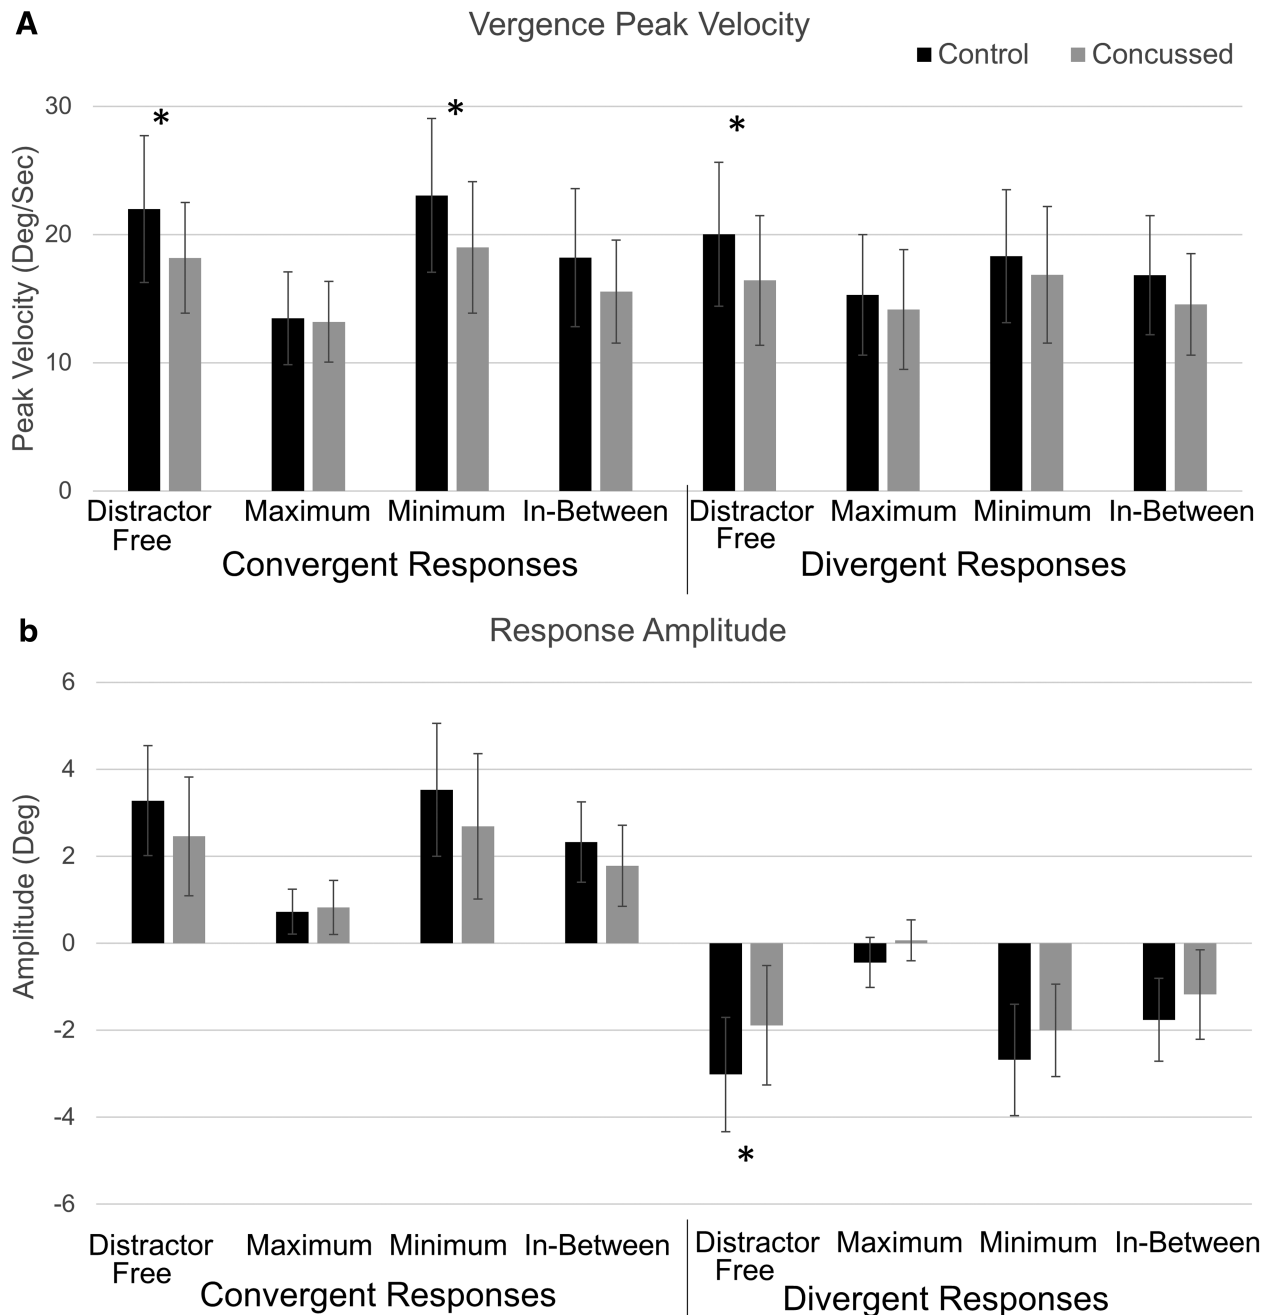 A
Vergence Peak Velocity
Control
Concussed
Peak Velocity (Deg/Sec)
30
20
10
0
*
*
*
Distractor Free
Maximum
Minimum
In-Between
Distractor Free
Maximum
Minimum
In-Between
Convergent Responses
Divergent Responses
b
Response Amplitude
Amplitude (Deg)
6
4
2
0
-2
-4
-6
*
Distractor Free
Maximum
Minimum
In-Between
Distractor Free
Maximum
Minimum
In-Between
Convergent Responses
Divergent Responses